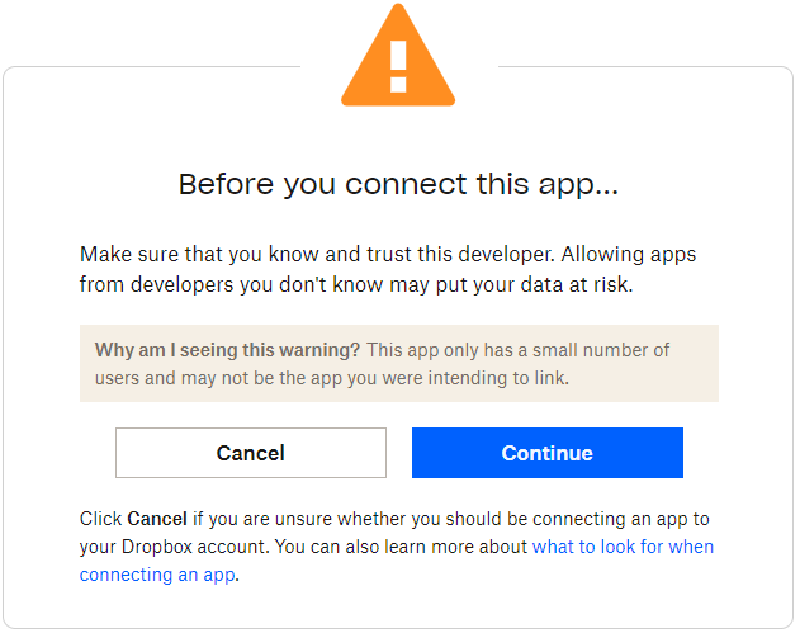 Before you connect this app...
Make sure that you know and trust this developer. Allowing apps
from developers you don't know may put your data at risk.
Why am I seeing this warning? This app only has a small number of
users and may not be the app you were intending to link.
Cancel
Continue
Click Cancel if you are unsure whether you should be connecting an app to
your Dropbox account. You can also learn more about what to look for when
connecting an app.